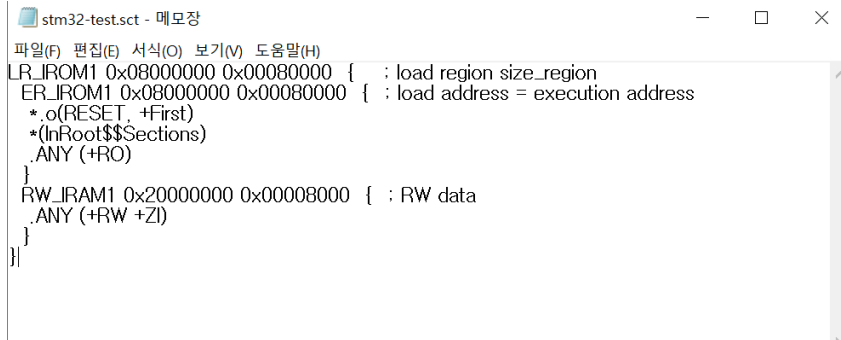 stm32-test.sct - 메모장
파일(F) 편집(E) 서식(O) 보기(V) 도움말(H)
LR_IROM1 0x08000000 0x00080000  {    ; load region size_region
  ER_IROM1 0x08000000 0x00080000  {  ; load address = execution address
   *.o(RESET, +First)
   *(InRoot$$Sections)
   .ANY (+RO)
  }
  RW_IRAM1 0x20000000 0x00008000  {  ; RW data
   .ANY (+RW +ZI)
  }
}